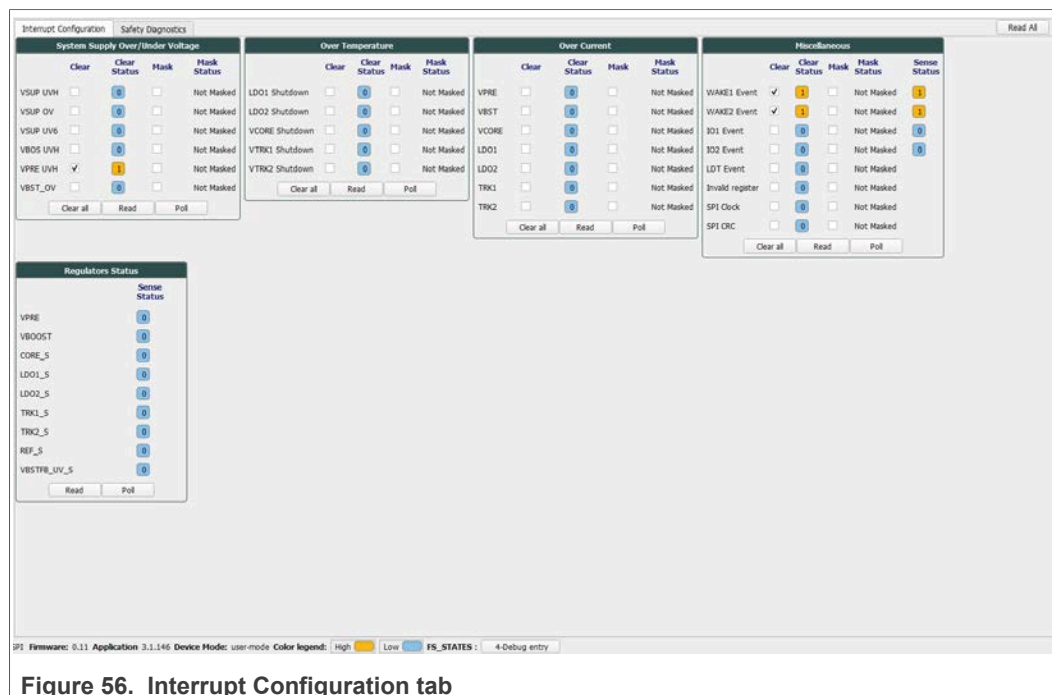 Interrupt Configuration Safety Diagnostics Read All
System Supply Over/Under Voltage
Clear Clear Status Mask Mask Status
VSUP UVH 0 Not Masked
VSUP OV 0 Not Masked
VSUP UV6 0 Not Masked
VBOS UVH 0 Not Masked
VPRE UVH 1 Not Masked
VBST_OV 0 Not Masked
Clear all Read Poll
Over Temperature
Clear Clear Status Mask Mask Status
LDO1 Shutdown 0 Not Masked
LDO2 Shutdown 0 Not Masked
VCORE Shutdown 0 Not Masked
VTRK1 Shutdown 0 Not Masked
VTRK2 Shutdown 0 Not Masked
Clear all Read Poll
Over Current
Clear Clear Status Mask Mask Status
VPRE 0 Not Masked
VBST 0 Not Masked
VCORE 0 Not Masked
LDO1 0 Not Masked
LDO2 0 Not Masked
TRK1 0 Not Masked
TRK2 0 Not Masked
Clear all Read Poll
Miscellaneous
Clear Clear Status Mask Mask Status Sense Status
WAKE1 Event 1 Not Masked 1
WAKE2 Event 1 Not Masked 1
IO1 Event 0 Not Masked 0
IO2 Event 0 Not Masked 0
LDT Event 0 Not Masked
Invalid register 0 Not Masked
SPI Clock 0 Not Masked
SPI CRC 0 Not Masked
Clear all Read Poll
Regulators Status
Sense Status
VPRE 0
VBOOST 0
CORE_S 0
LDO1_S 0
LDO2_S 0
TRK1_S 0
TRK2_S 0
REF_S 0
VBSTFB_UV_S 0
Read Poll
SPI Firmware: 0.11 Application 3.1.146 Device Mode: user-mode Color legend: High Low FS_STATES : 4-Debug entry
Figure 56. Interrupt Configuration tab